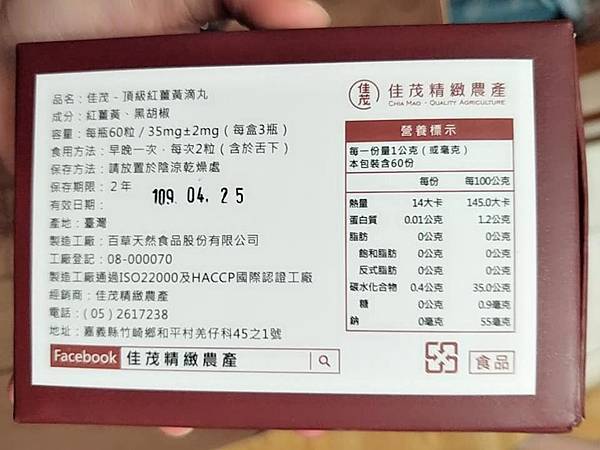 品名：佳茂-頂級紅薑黃滴丸
成分：紅薑黃、黑胡椒
容量：每瓶60粒/35mg±2mg（每盒3瓶）
食用方法：早晚一次，每次2粒（含於舌下）
保存方法：請放置於陰涼乾燥處
保存期限：2年
有效日期：
109.04.25
產地：臺灣
製造工廠：百草天然食品股份有限公司
工廠登記：08-000070
製造工廠通過ISO22000及HACCP國際認證工廠
經銷商：佳茂精緻農產
電話：(05)2617238
地址：嘉義縣竹崎鄉和平村羌仔科45之1號
Facebook 佳茂精緻農產
佳茂 佳茂精緻農產
CHIA MAO · QUALITY AGRICULTURE
營養標示
每一份量1公克（或毫克）
本包裝含60份
每份 每100公克
熱量 14大卡 145.0大卡
蛋白質 0.01公克 1.2公克
脂肪 0公克 0公克
飽和脂肪 0公克 0公克
反式脂肪 0公克 0公克
碳水化合物 0.4公克 35.0公克
糖 0公克 0.9毫克
鈉 0毫克 55毫克
食品